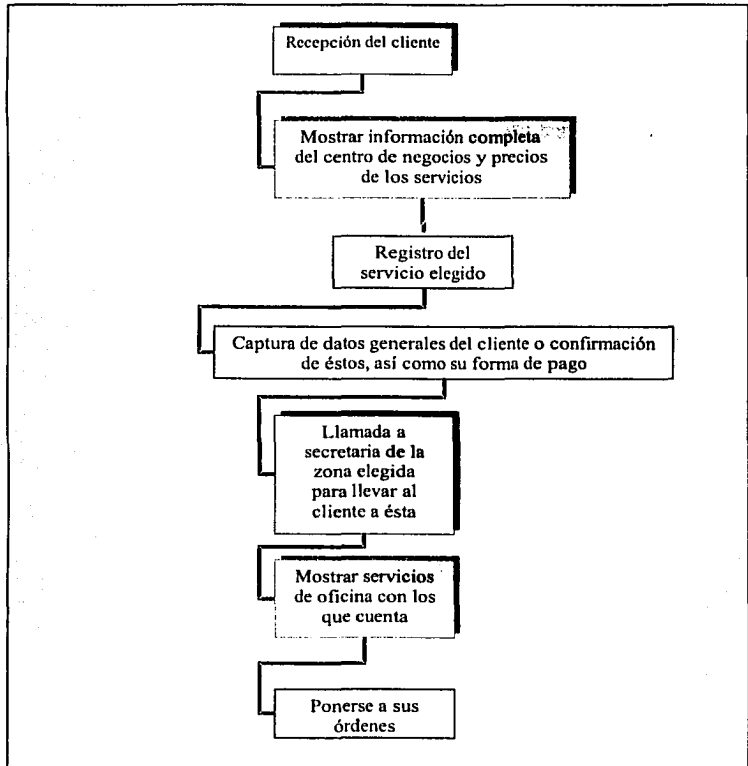 Recepción del cliente
Mostrar información completa
del centro de negocios y precios
de los servicios
Registro del
servicio elegido
Captura de datos generales del cliente o confirmación
de éstos, así como su forma de pago
Llamada a
secretaria de la
zona elegida
para llevar al
cliente a ésta
Mostrar servicios
de oficina con los
que cuenta
Ponerse a sus
órdenes